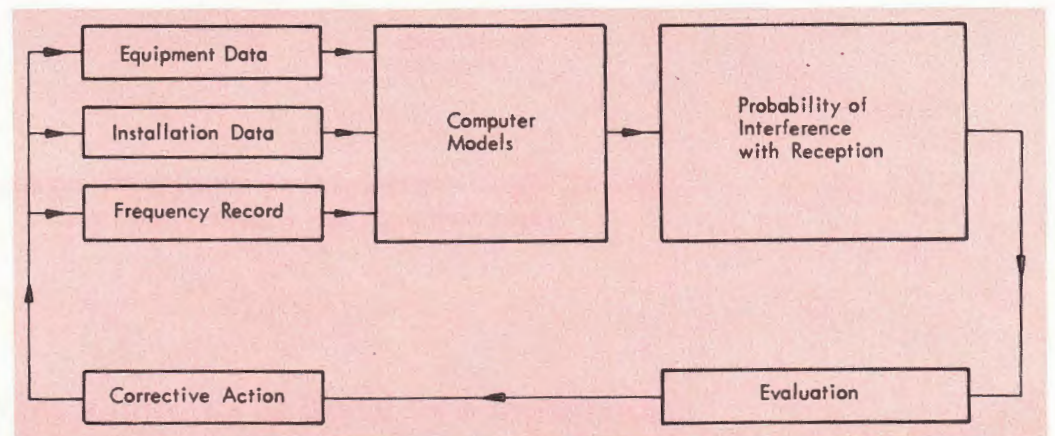 Equipment Data
Installation Data
Frequency Record
Computer
Models
Probability of
Interference
with Reception
Corrective Action
Evaluation